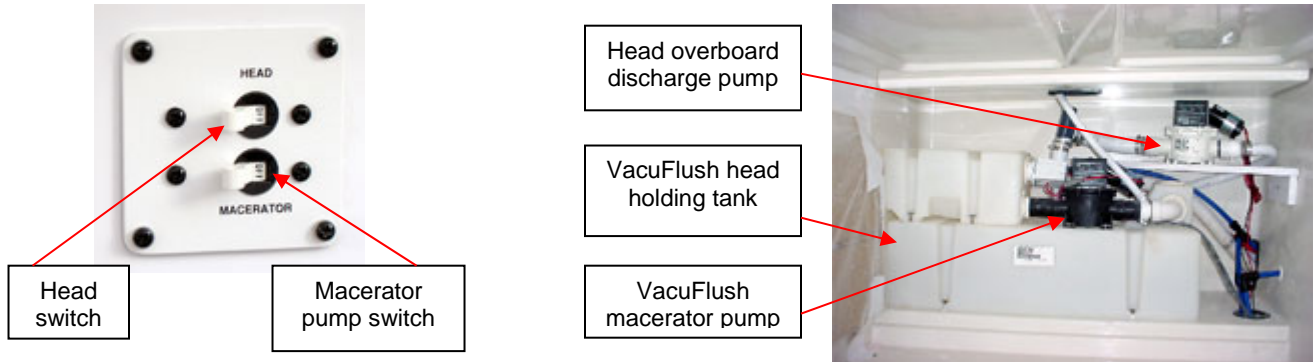 HEAD
MACERATOR
Head
switch
Macerator
pump switch
Head overboard
discharge pump
VacuFlush head
holding tank
VacuFlush
macerator pump